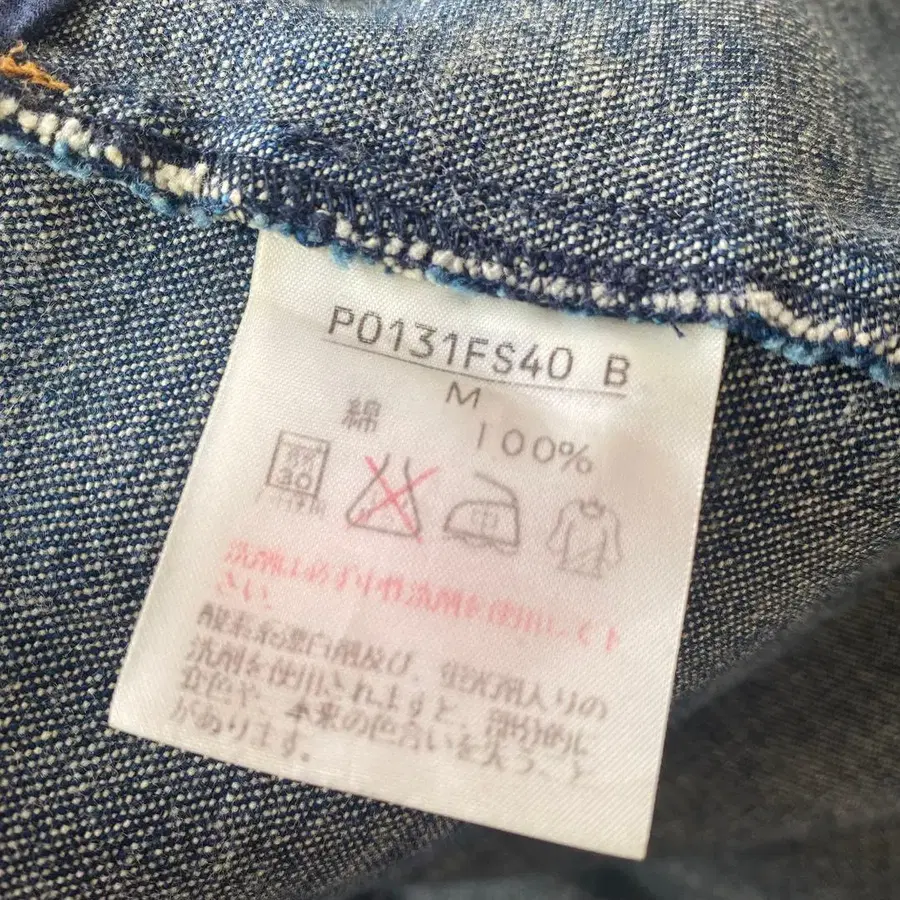 P0131FS40 B
M
綿 100%
30
洗剤は必ず中性洗剤を使用して下
さい。
酸素系漂白剤及び、蛍光剤入りの
洗剤を使用されますと、部分的に
変色や、本来の色合いを失うこと
があります。